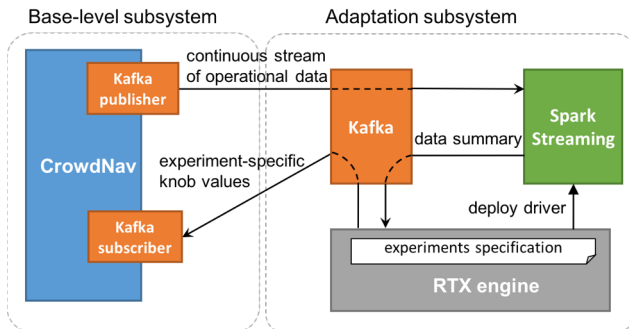 Base-level subsystem
Adaptation subsystem
continuous stream
of operational data
Kafka
publisher
Kafka
Spark
Streaming
data summary
CrowdNav
experiment-specific
knob values
Kafka
subscriber
deploy driver
experiments specification
RTX engine